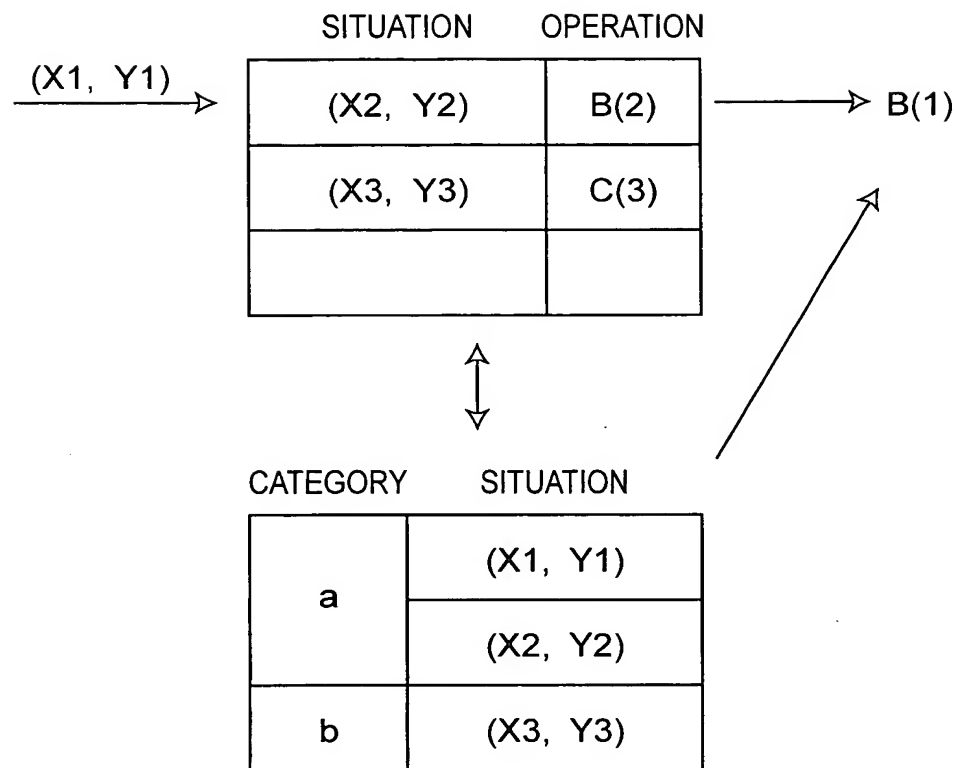 SITUATION OPERATION
(X1, Y1)
(X2, Y2) B(2) B(1)
(X3, Y3) C(3)
CATEGORY SITUATION
a
(X1, Y1)
(X2, Y2)
b (X3, Y3)